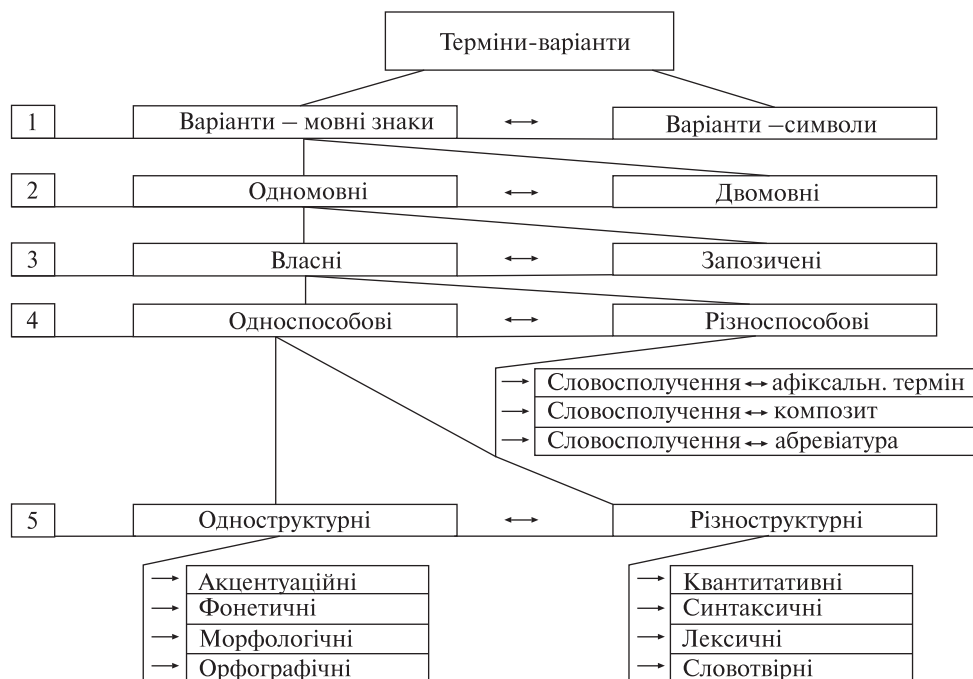 Терміни-варіанти
1 Варіанти – мовні знаки ↔ Варіанти –символи
2 Одномовні ↔ Двомовні
3 Власні ↔ Запозичені
4 Односпособові ↔ Різноспособові
→ Словосполучення ↔ афіксальн. термін
→ Словосполучення ↔ композит
→ Словосполучення ↔ абревіатура
5 Одноструктурні ↔ Різноструктурні
→ Акцентуаційні
→ Фонетичні
→ Морфологічні
→ Орфографічні
→ Квантитативні
→ Синтаксичні
→ Лексичні
→ Словотвірні